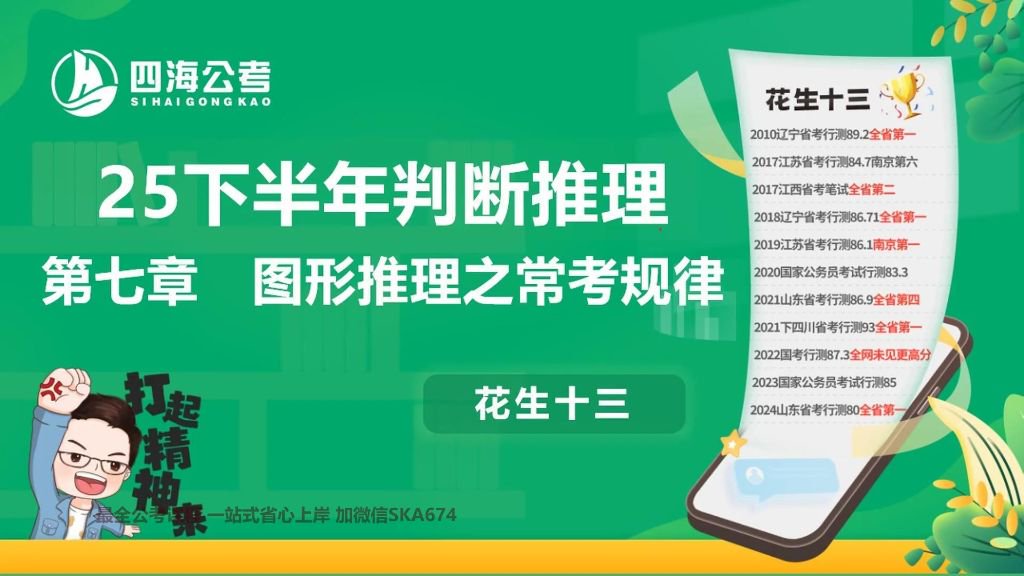 四海公考
SIHAIGONGKAO
25下半年判断推理
第七章 图形推理之常考规律
花生十三
花生十三
2010辽宁省考行测89.2全省第一
2017江苏省考行测84.7南京第六
2017江西省考笔试全省第二
2018辽宁省考行测86.71全省第一
2019江苏省考行测86.1南京第一
2020国家公务员考试行测83.3
2021山东省考行测86.9全省第四
2021下四川省考行测93全省第一
2022国考行测87.3全网未见更高分
2023国家公务员考试行测85
2024山东省考行测80全省第一
打起精神来
最全公考 一站式省心上岸 加微信SKA674